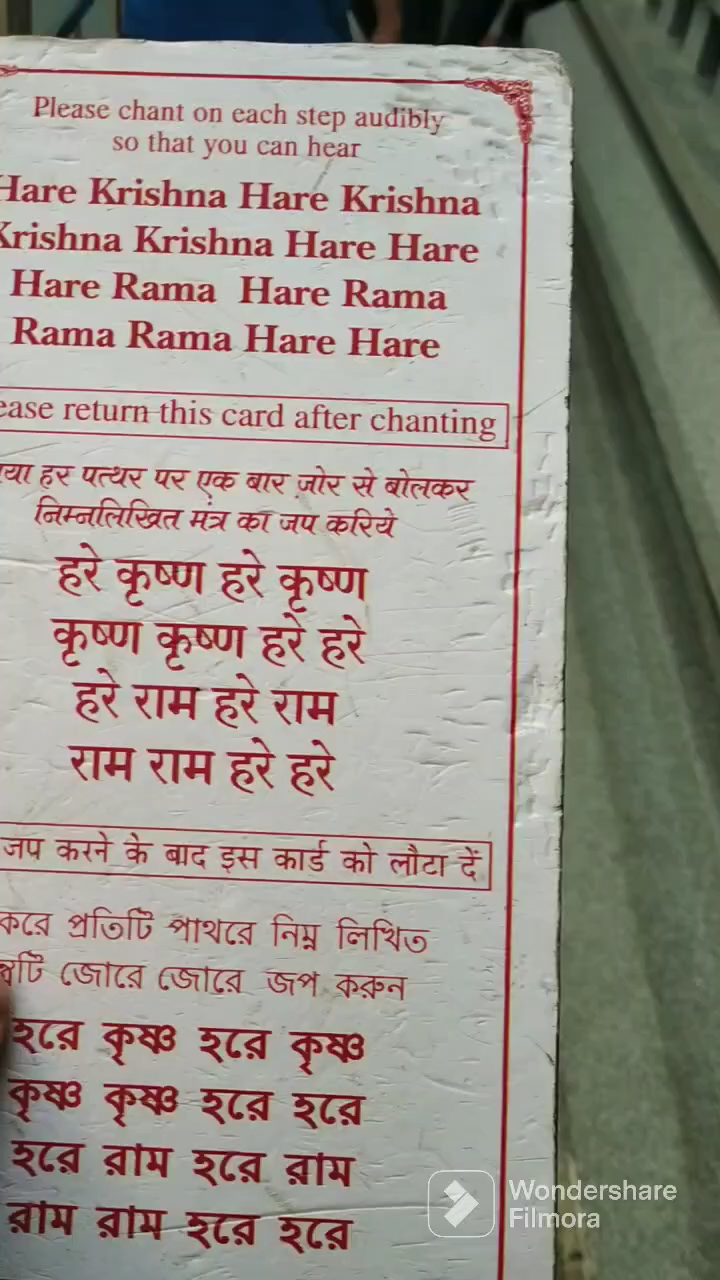 Please chant on each step audibly
so that you can hear
Hare Krishna Hare Krishna
Krishna Krishna Hare Hare
Hare Rama Hare Rama
Rama Rama Hare Hare
return this card after chanting
हर पत्थर पर एक बार ज़ोर से बोलकर
निम्नलिखित मंत्र का जप करिये
हरे कृष्ण हरे कृष्ण
कृष्ण कृष्ण हरे हरे
हरे राम हरे राम
राम राम हरे हरे
जप करने के बाद इस कार्ड को लौटा दें
করে প্রতিটি পাথরে নিম্ন লিখিত
জোরে জোরে জপ করুন
হরে কৃষ্ণ হরে কৃষ্ণ
কৃষ্ণ কৃষ্ণ হরে হরে
হরে রাম হরে রাম
রাম রাম হরে হরে
Wondershare
Filmora